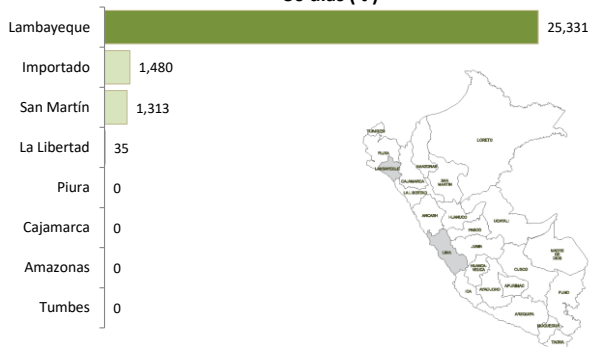 30 días ( t )
Lambayeque 25,331
Importado 1,480
San Martín 1,313
La Libertad 35
Piura 0
Cajamarca 0
Amazonas 0
Tumbes 0
TUMBES
LORETO
PIURA
LAMBAYEQUE
AMAZONAS
CAJAMARCA
SAN
MARTIN
LA LIBERTAD
ANCASH
HUANUCO
UCAYALI
PASCO
JUNIN
LIMA
MADRE
DE
DIOS
HUANCA-
VELICA
CUSCO
ICA
AYACUCHO
APURIMAC
PUNO
AREQUIPA
MOQUEGUA
TACNA